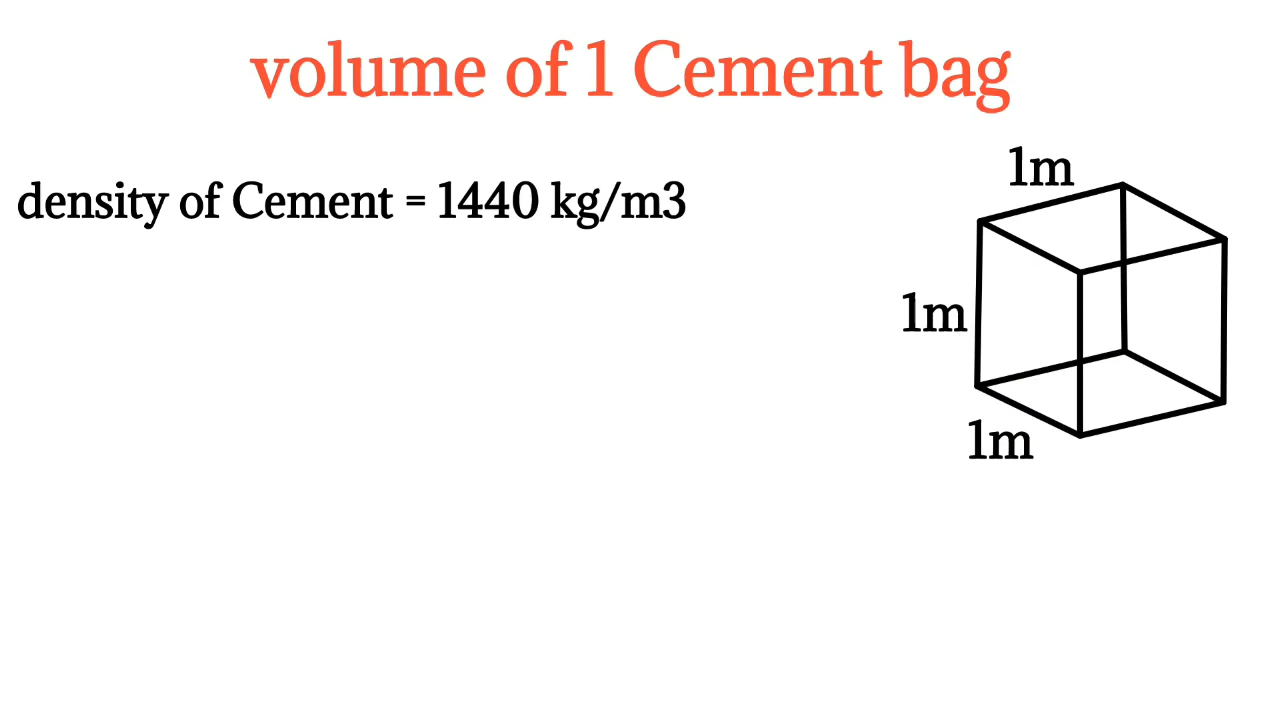 volume of 1 Cement bag
density of Cement = 1440 kg/m3
1m
1m
1m